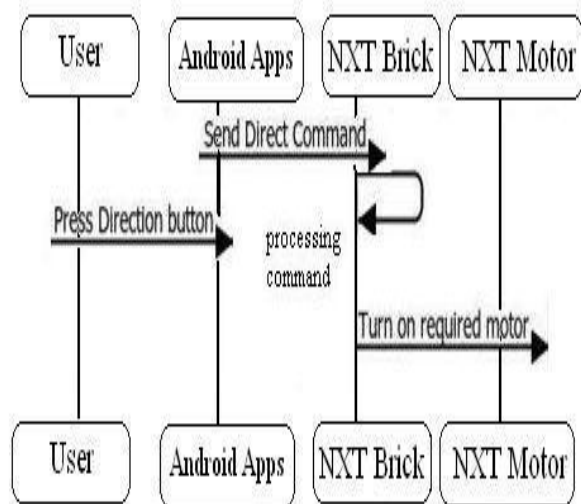 User
Android Apps
NXT Brick
NXT Motor
Send Direct Command
Press Direction button
processing
command
Turn on required motor
User
Android Apps
NXT Brick
NXT Motor